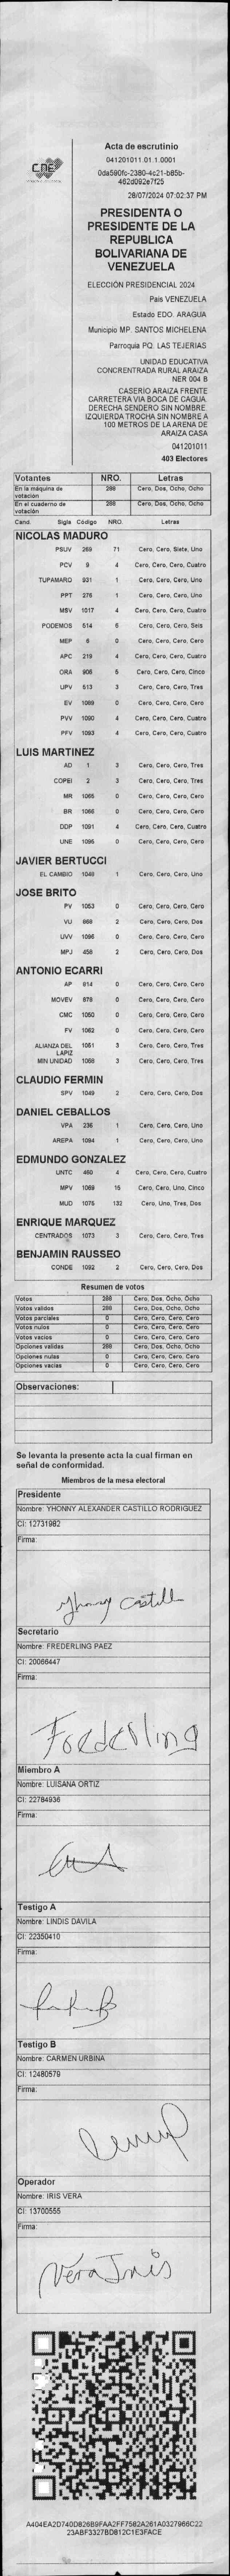 CNE
Acta de escrutinio
041201011.01.1.0001
0da590fc-2380-4c21-b85b-
462d092e7f25
28/07/2024 07:02:37 PM
PRESIDENTA O
PRESIDENTE DE LA
REPUBLICA
BOLIVARIANA DE
VENEZUELA
ELECCIÓN PRESIDENCIAL 2024
País VENEZUELA
Estado EDO. ARAGUA
Municipio MP. SANTOS MICHELENA
Parroquia PQ. LAS TEJERIAS
UNIDAD EDUCATIVA
CONCRENTRADA RURAL ARAIZA
NER 004 B
CASERÍO ARAIZA FRENTE
CARRETERA VIA BOCA DE CAGUA.
DERECHA SENDERO SIN NOMBRE.
IZQUIERDA TROCHA SIN NOMBRE A
100 METROS DE LA ARENA DE
ARAIZA CASA
041201011
403 Electores
Votantes NRO. Letras
En la máquina de votación 288 Cero, Dos, Ocho, Ocho
En el cuaderno de votación 288 Cero, Dos, Ocho, Ocho
Cand. Sigla Código NRO. Letras
NICOLAS MADURO
PSUV 269 71 Cero, Cero, Siete, Uno
PCV 9 4 Cero, Cero, Cero, Cuatro
TUPAMARO 931 1 Cero, Cero, Cero, Uno
PPT 276 1 Cero, Cero, Cero, Uno
MSV 1017 4 Cero, Cero, Cero, Cuatro
PODEMOS 514 6 Cero, Cero, Cero, Seis
MEP 5 0 Cero, Cero, Cero, Cero
APC 219 4 Cero, Cero, Cero, Cuatro
ORA 906 5 Cero, Cero, Cero, Cinco
UPV 613 3 Cero, Cero, Cero, Tres
EV 1089 0 Cero, Cero, Cero, Cero
PVV 1090 4 Cero, Cero, Cero, Cuatro
PFV 1093 4 Cero, Cero, Cero, Cuatro
LUIS MARTINEZ
AD 1 3 Cero, Cero, Cero, Tres
COPEI 2 3 Cero, Cero, Cero, Tres
MR 1055 0 Cero, Cero, Cero, Cero
BR 1056 0 Cero, Cero, Cero, Cero
DDP 1091 4 Cero, Cero, Cero, Cuatro
UNE 1095 0 Cero, Cero, Cero, Cero
JAVIER BERTUCCI
EL CAMBIO 1048 1 Cero, Cero, Cero, Uno
JOSE BRITO
PV 1053 0 Cero, Cero, Cero, Cero
VU 868 2 Cero, Cero, Cero, Dos
UVV 1096 0 Cero, Cero, Cero, Cero
MPJ 458 2 Cero, Cero, Cero, Dos
ANTONIO ECARRI
AP 814 0 Cero, Cero, Cero, Cero
MOVEV 878 0 Cero, Cero, Cero, Cero
CMC 1050 0 Cero, Cero, Cero, Cero
FV 1062 0 Cero, Cero, Cero, Cero
ALIANZA DEL LAPIZ 1051 3 Cero, Cero, Cero, Tres
MIN UNIDAD 1068 3 Cero, Cero, Cero, Tres
CLAUDIO FERMIN
SPV 1049 2 Cero, Cero, Cero, Dos
DANIEL CEBALLOS
VPA 236 1 Cero, Cero, Cero, Uno
AREPA 1094 1 Cero, Cero, Cero, Uno
EDMUNDO GONZALEZ
UNTC 460 4 Cero, Cero, Cero, Cuatro
MPV 1069 15 Cero, Cero, Uno, Cinco
MUD 1075 132 Cero, Uno, Tres, Dos
ENRIQUE MARQUEZ
CENTRADOS 1073 3 Cero, Cero, Cero, Tres
BENJAMIN RAUSSEO
CONDE 1092 2 Cero, Cero, Cero, Dos
Resumen de votos
Votos 288 Cero, Dos, Ocho, Ocho
Votos válidos 288 Cero, Dos, Ocho, Ocho
Votos parciales 0 Cero, Cero, Cero, Cero
Votos nulos 0 Cero, Cero, Cero, Cero
Votos vacíos 0 Cero, Cero, Cero, Cero
Opciones válidas 288 Cero, Dos, Ocho, Ocho
Opciones nulas 0 Cero, Cero, Cero, Cero
Opciones vacías 0 Cero, Cero, Cero, Cero
Observaciones:
Se levanta la presente acta la cual firman en
señal de conformidad.
Miembros de la mesa electoral
Presidente
Nombre: YHONNY ALEXANDER CASTILLO RODRIGUEZ
CI: 12731982
Firma:
Yhonny Castillo
Secretario
Nombre: FREDERLING PAEZ
CI: 20066447
Firma:
Frederling
Miembro A
Nombre: LUISANA ORTIZ
CI: 22784936
Firma:
Testigo A
Nombre: LINDIS DAVILA
CI: 22350410
Firma:
Testigo B
Nombre: CARMEN URBINA
CI: 12480579
Firma:
Operador
Nombre: IRIS VERA
CI: 13700555
Firma:
Vera Iris
A404EA2D740D826B9FAA2FF7582A261A0327966C22
23ABF3327BD812C1E3FACE